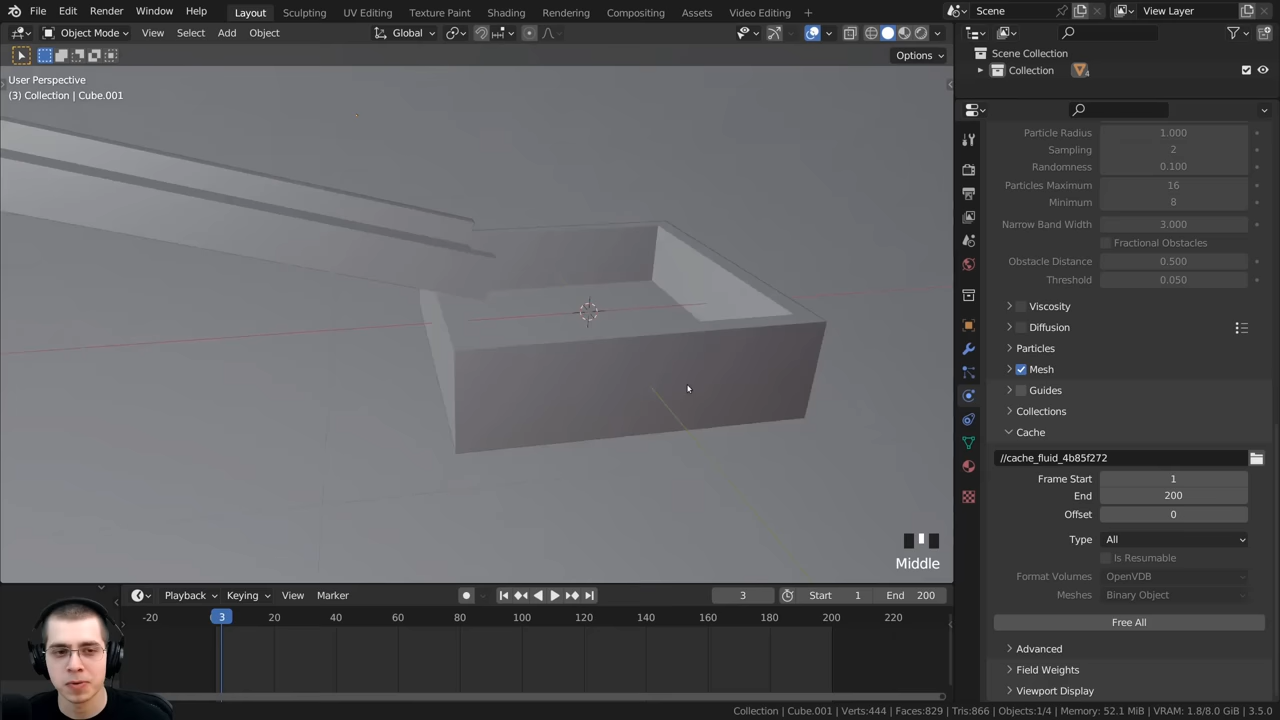 File Edit Render Window Help
Layout Sculpting UV Editing Texture Paint Shading Rendering Compositing Assets Video Editing +
Scene
View Layer
Object Mode View Select Add Object
Global
Options
User Perspective
(3) Collection | Cube.001
Middle
Scene Collection
Collection 4
Particle Radius 1.000
Sampling 2
Randomness 0.100
Particles Maximum 16
Minimum 8
Narrow Band Width 3.000
Fractional Obstacles
Obstacle Distance 0.500
Threshold 0.050
Viscosity
Diffusion
Particles
Mesh
Guides
Collections
Cache
//cache_fluid_4b85f272
Frame Start 1
End 200
Offset 0
Type All
Is Resumable
Format Volumes OpenVDB
Meshes Binary Object
Free All
Advanced
Field Weights
Viewport Display
Playback Keying View Marker
3
Start 1 End 200
-20 3 20 40 60 80 100 120 140 160 180 200 220
Collection | Cube.001 | Verts:444 | Faces:829 | Tris:866 | Objects:1/4 | Memory: 52.1 MiB | VRAM: 1.8/8.0 GiB | 3.5.0